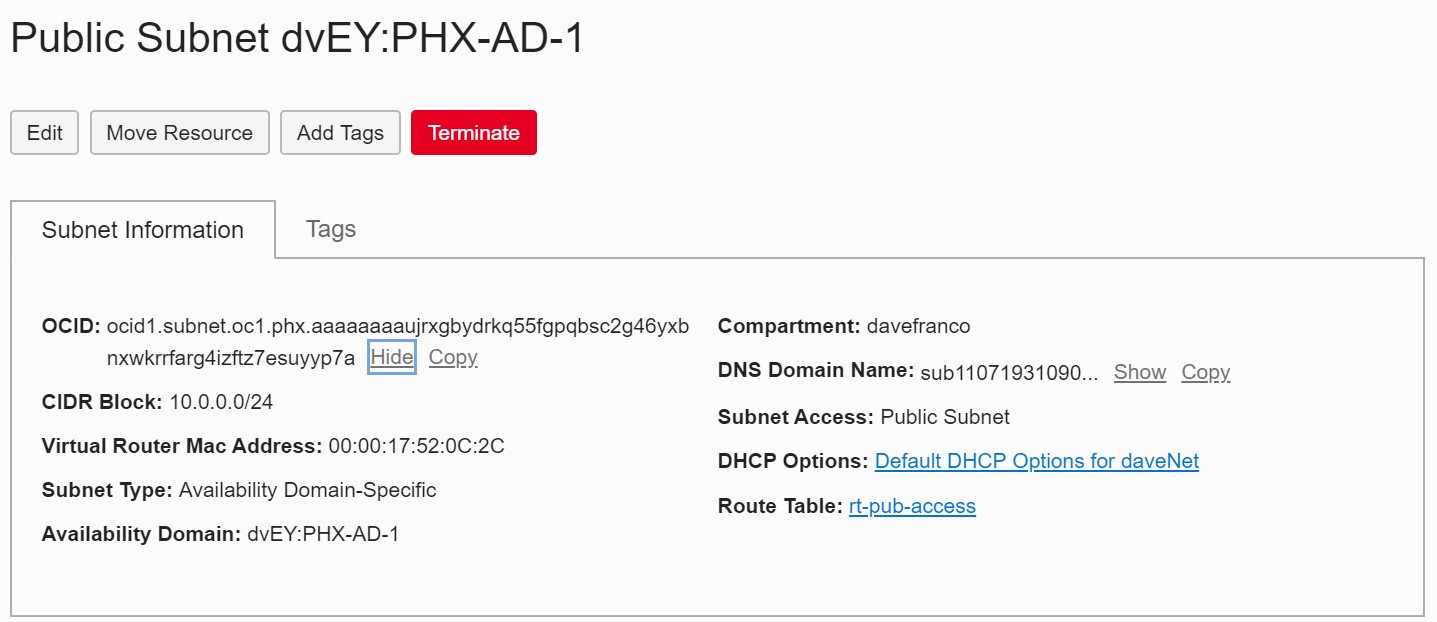 Public Subnet dvEY:PHX-AD-1
Edit Move Resource Add Tags Terminate
Subnet Information Tags
OCID: ocid1.subnet.oc1.phx.aaaaaaaaujrxgbydrkq55fgpqbsc2g46yxb
nxwkrrfarg4izftz7esuyyp7a Hide Copy
CIDR Block: 10.0.0.0/24
Virtual Router Mac Address: 00:00:17:52:0C:2C
Subnet Type: Availability Domain-Specific
Availability Domain: dvEY:PHX-AD-1
Compartment: davefranco
DNS Domain Name: sub11071931090... Show Copy
Subnet Access: Public Subnet
DHCP Options: Default DHCP Options for daveNet
Route Table: rt-pub-access